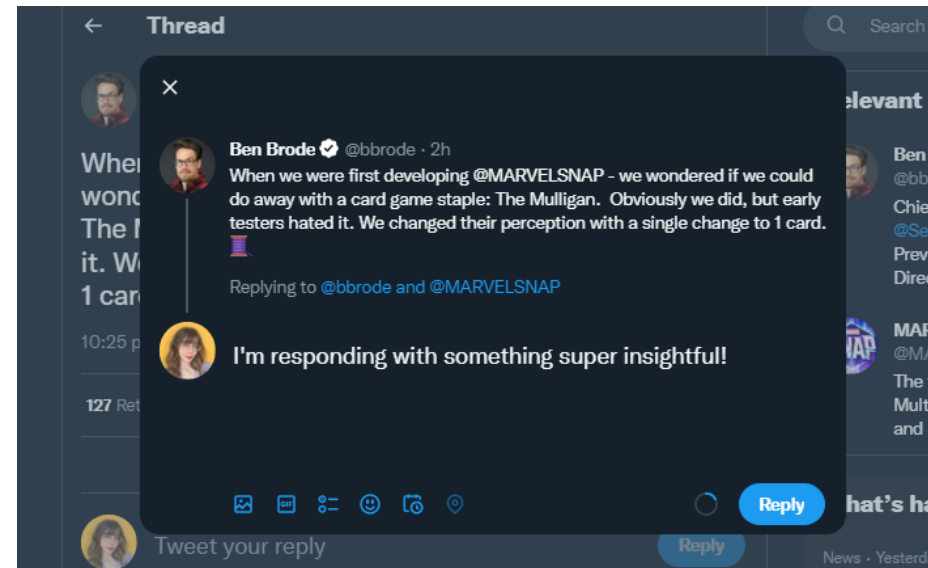 Thread
Search
Ben Brode @bbrode · 2h
When we were first developing @MARVELSNAP - we wondered if we could
do away with a card game staple: The Mulligan. Obviously we did, but early
testers hated it. We changed their perception with a single change to 1 card.
Replying to @bbrode and @MARVELSNAP
I'm responding with something super insightful!
GIF
Reply
Whe
wond
The
it. W
1 car
10:25 p
127 Ret
Tweet your reply
Reply
elevant
Ben
@bb
Chie
@Se
Prev
Dire
MAR
@MA
The
Mult
and
hat's ha
News · Yesterd